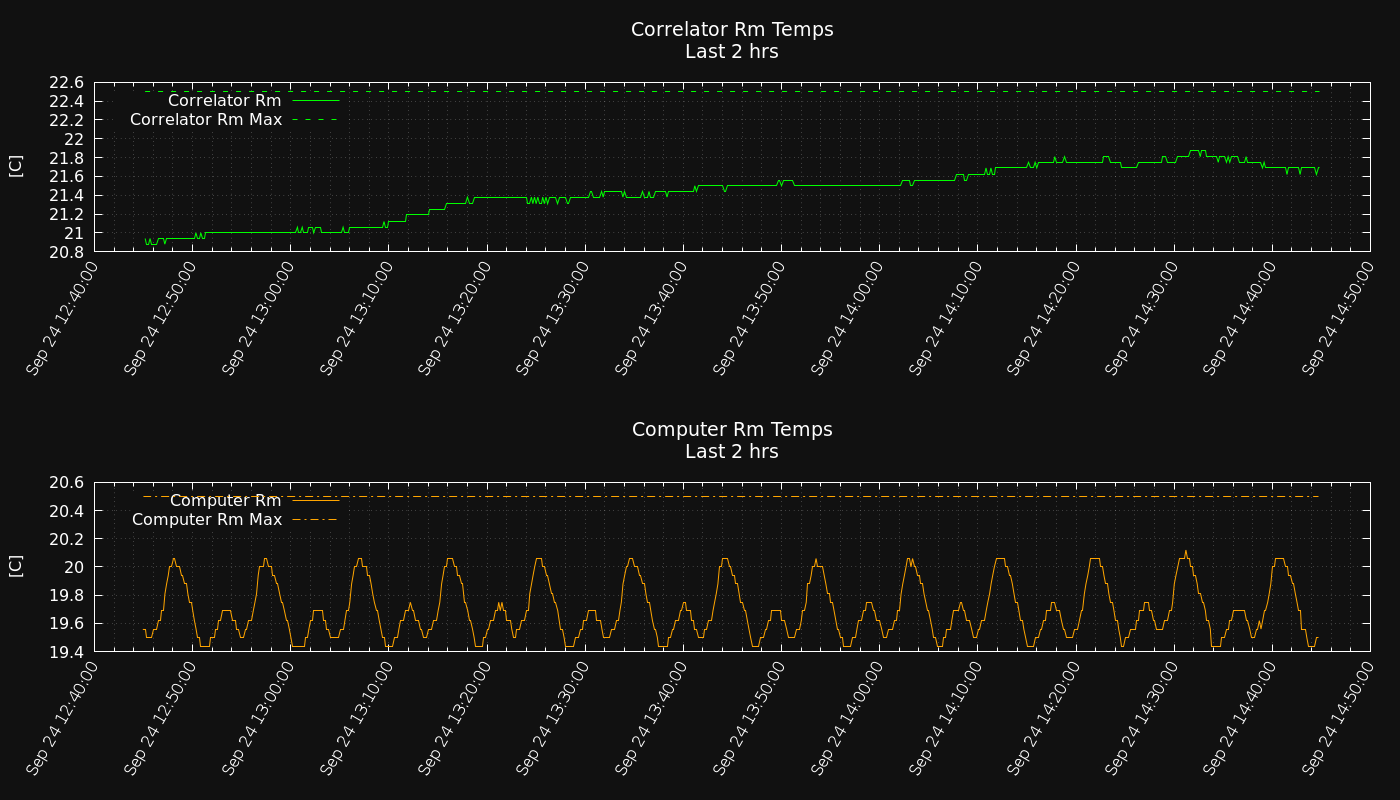 Correlator Rm Temps
Last 2 hrs
[C]
22.6
22.4
22.2
22
21.8
21.6
21.4
21.2
21
20.8
Correlator Rm
Correlator Rm Max
Sep 24 12:40:00
Sep 24 12:50:00
Sep 24 13:00:00
Sep 24 13:10:00
Sep 24 13:20:00
Sep 24 13:30:00
Sep 24 13:40:00
Sep 24 13:50:00
Sep 24 14:00:00
Sep 24 14:10:00
Sep 24 14:20:00
Sep 24 14:30:00
Sep 24 14:40:00
Sep 24 14:50:00
Computer Rm Temps
Last 2 hrs
[C]
20.6
20.4
20.2
20
19.8
19.6
19.4
Computer Rm
Computer Rm Max
Sep 24 12:40:00
Sep 24 12:50:00
Sep 24 13:00:00
Sep 24 13:10:00
Sep 24 13:20:00
Sep 24 13:30:00
Sep 24 13:40:00
Sep 24 13:50:00
Sep 24 14:00:00
Sep 24 14:10:00
Sep 24 14:20:00
Sep 24 14:30:00
Sep 24 14:40:00
Sep 24 14:50:00